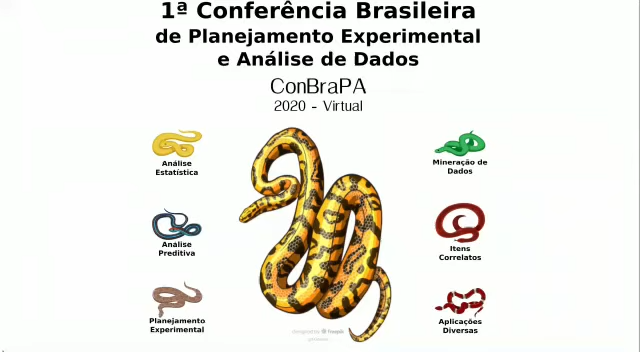 1ª Conferência Brasileira
de Planejamento Experimental
e Análise de Dados
ConBraPA
2020 - Virtual
Análise
Estatística
Mineração de
Dados
Análise
Preditiva
Itens
Correlatos
Planejamento
Experimental
Aplicações
Diversas